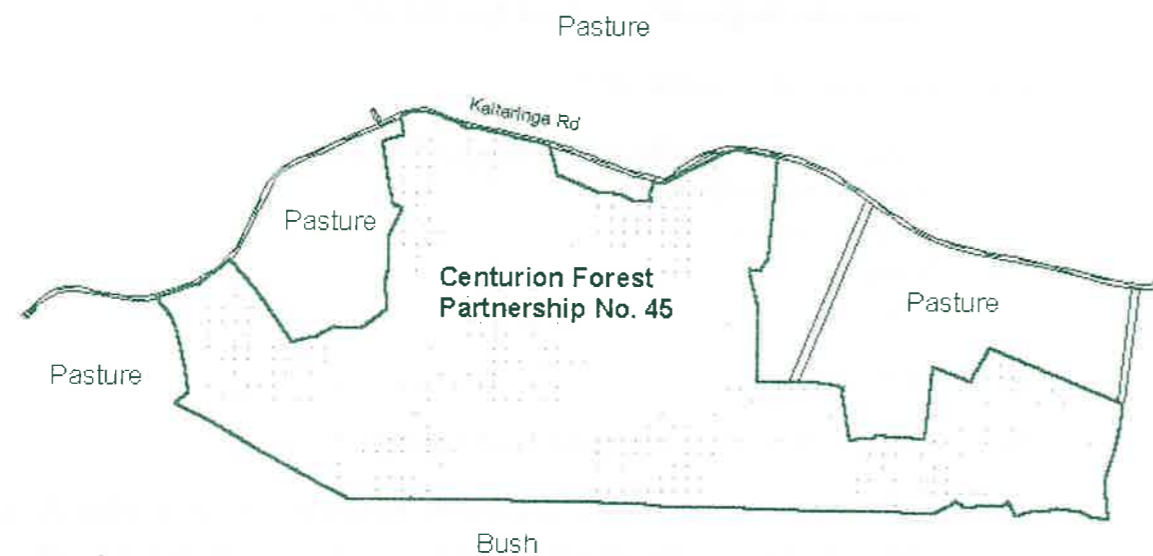 Pasture
Kaitaringa Rd
Pasture
Centurion Forest
Partnership No. 45
Pasture
Pasture
Bush